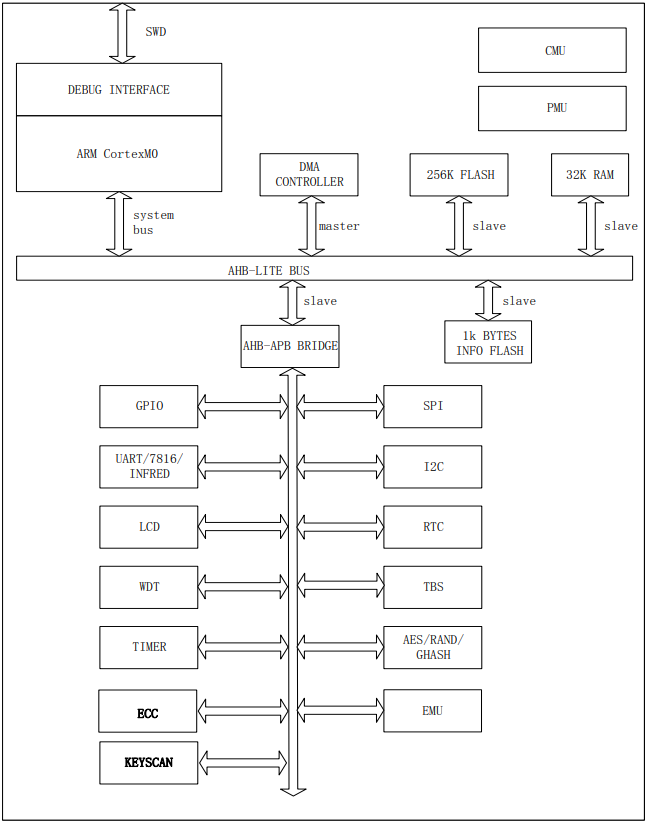 SWD
CMU
DEBUG INTERFACE
PMU
ARM CortexM0
DMA
CONTROLLER
256K FLASH
32K RAM
system
bus
master
slave
slave
AHB-LITE BUS
slave
slave
AHB-APB BRIDGE
1k BYTES
INFO FLASH
GPIO
SPI
UART/7816/
INFRED
I2C
LCD
RTC
WDT
TBS
TIMER
AES/RAND/
GHASH
ECC
EMU
KEYSCAN